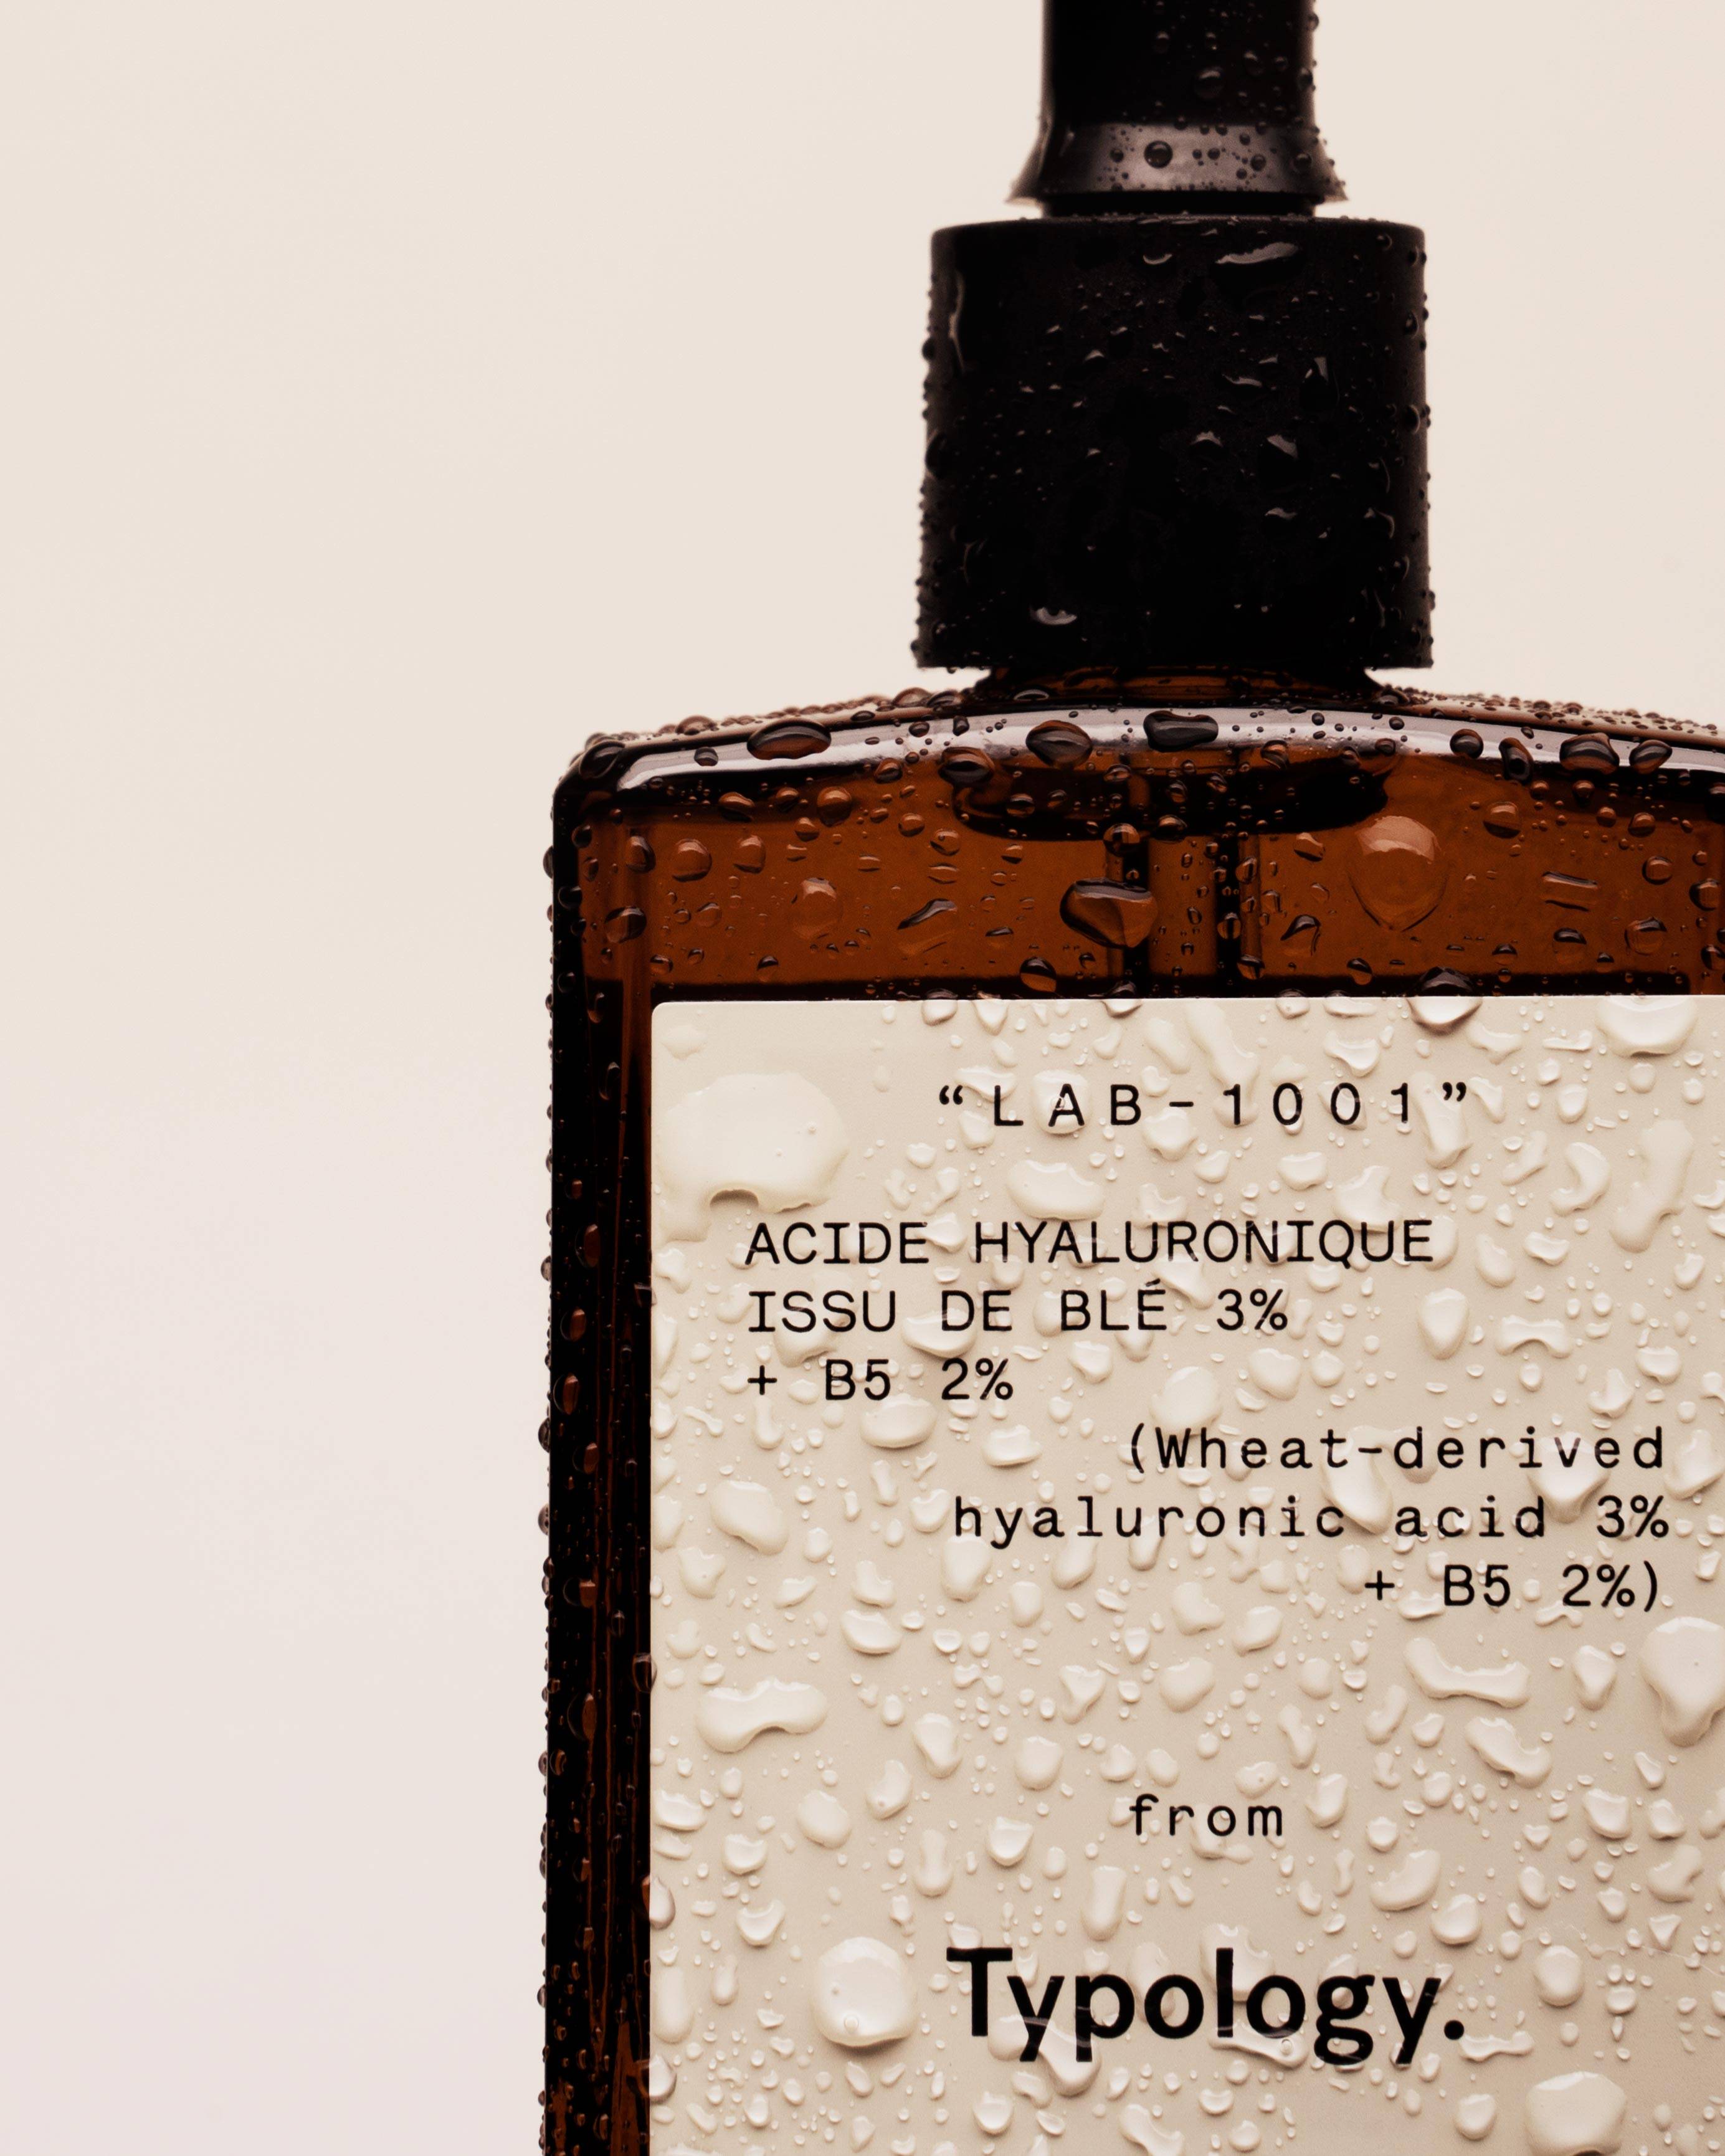 “LAB-1001”
ACIDE HYALURONIQUE
ISSU DE BLÉ 3%
+ B5 2%
(Wheat-derived
hyaluronic acid 3%
+ B5 2%)
from
Typology.